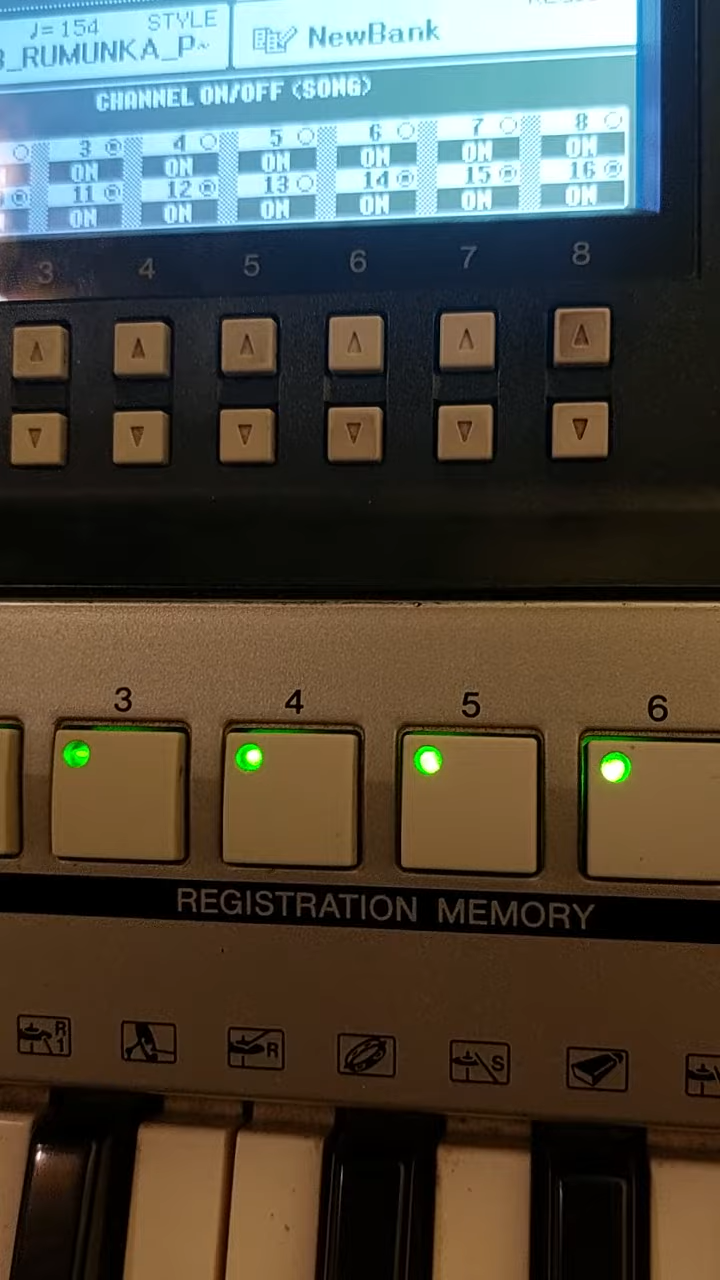 ♩= 154 STYLE
3_RUMUNKA_P~ NewBank
CHANNEL ON/OFF (SONG)
3 4 5 6 7 8
ON ON ON ON ON ON
11 12 13 14 15 16
ON ON ON ON ON ON
3 4 5 6 7 8
3 4 5 6
REGISTRATION MEMORY
R 1 R S